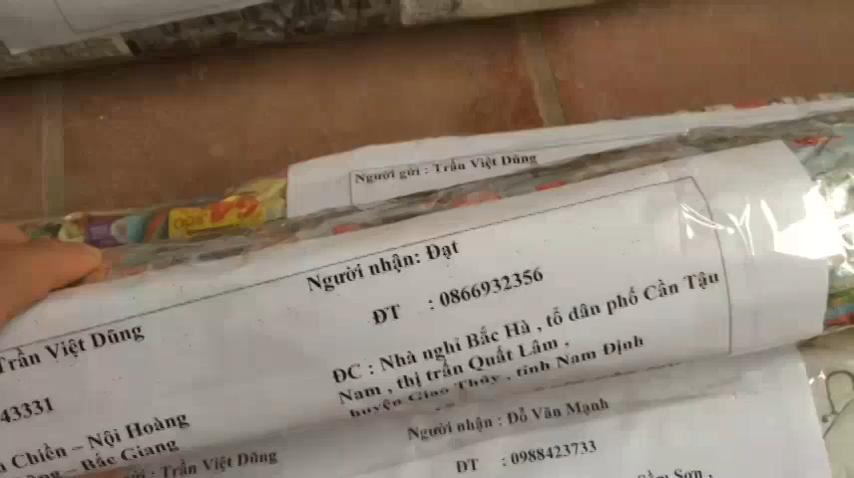 Người gửi : Trần Việt Dũng
Người nhận: Đạt
ĐT : 0866932356
ĐC : Nhà nghỉ Bắc Hà , tổ dân phố Cần Tậu
Nam , thị trấn Quất Lâm ,
huyện Giao Thủy , tỉnh Nam Định
Trần Việt Dũng
43331
Chiền – Nội Hoàng
– Bắc Giang
Người nhận : Đỗ Văn Mạnh
ĐT : 0988423733
Sơn ,
: Trần Việt Dũng